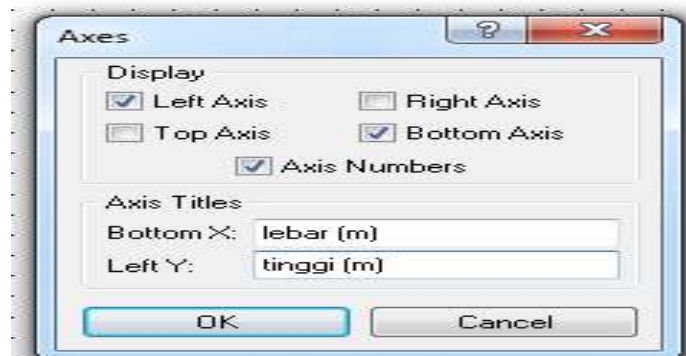 Axes
Display
Left Axis Right Axis
Top Axis Bottom Axis
Axis Numbers
Axis Titles
Bottom X: lebar (m)
Left Y: tinggi (m)
OK Cancel